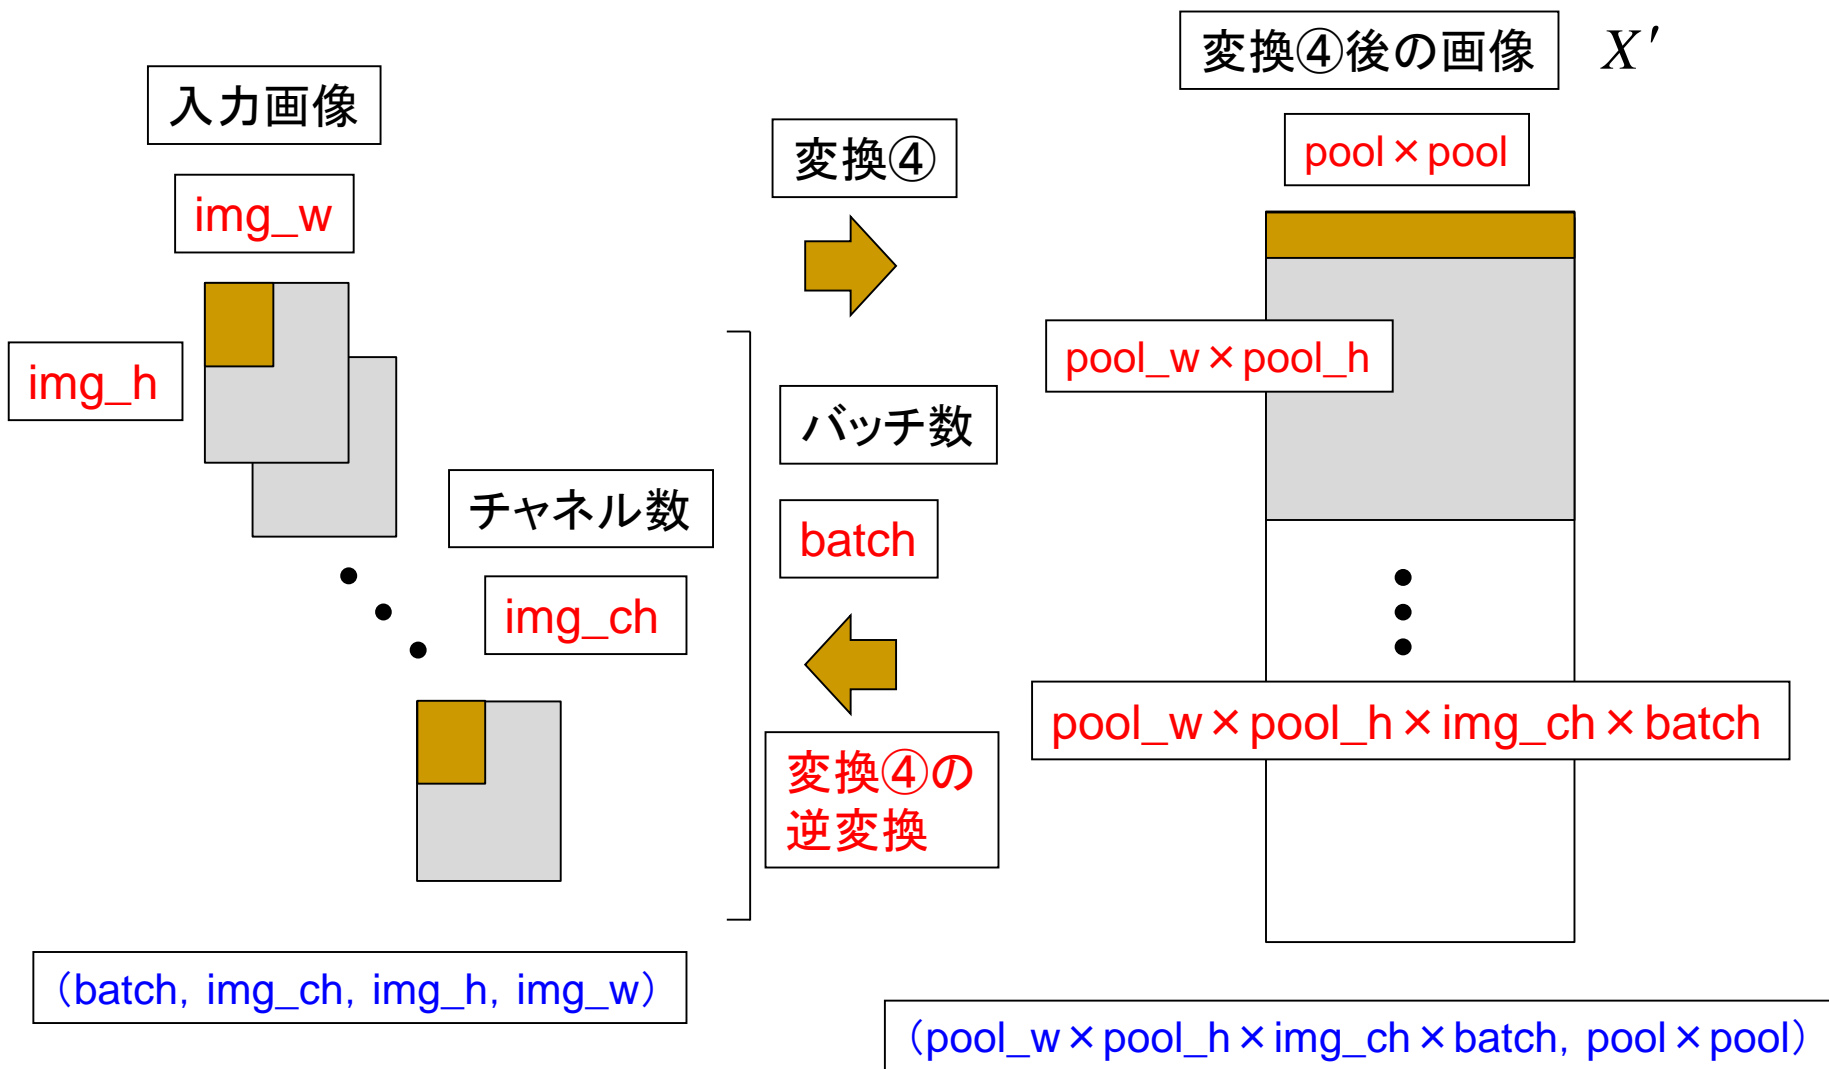 入力画像
img_w
img_h
チャネル数
img_ch
(batch, img_ch, img_h, img_w)
変換④
バッチ数
batch
変換④の
逆変換
変換④後の画像
X′
pool×pool
pool_w×pool_h
pool_w×pool_h×img_ch×batch
(pool_w×pool_h×img_ch×batch, pool×pool)